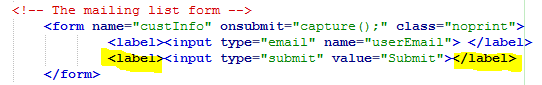 <!-- The mailing list form -->
<form name="custInfo" onsubmit="capture();" class="noprint">
<label><input type="email" name="userEmail"> </label>
<label><input type="submit" value="Submit"></label>
</form>